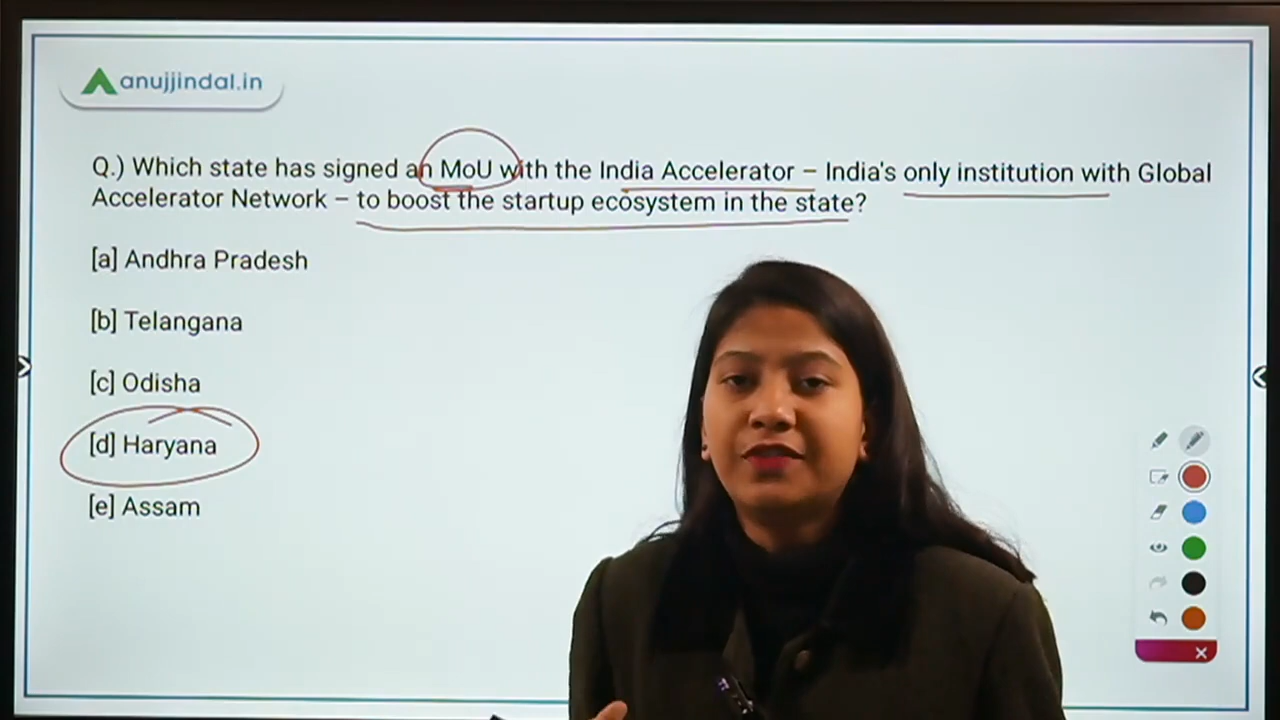 anujjindal.in
Q.) Which state has signed an MoU with the India Accelerator – India's only institution with Global
Accelerator Network – to boost the startup ecosystem in the state?
[a] Andhra Pradesh
[b] Telangana
[c] Odisha
[d] Haryana
[e] Assam